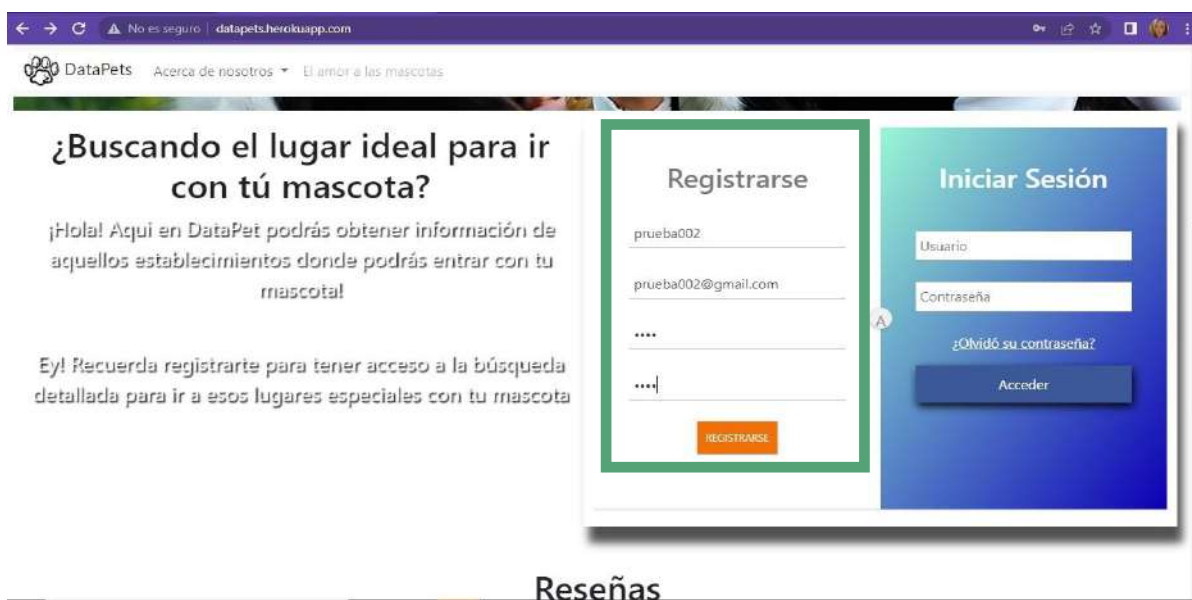 No es seguro | datapets.herokuapp.com
DataPets Acerca de nosotros El amor a las mascotas
¿Buscando el lugar ideal para ir
con tú mascota?
¡Hola! Aqui en DataPet podrás obtener información de
aquellos establecimientos donde podrás entrar con tu
mascota!
Ey! Recuerda registrarte para tener acceso a la búsqueda
detallada para ir a esos lugares especiales con tu mascota
Registrarse
prueba002
prueba002@gmail.com
••••
••••
REGISTRARSE
A
Iniciar Sesión
Usuario
Contraseña
¿Olvidó su contraseña?
Acceder
Reseñas